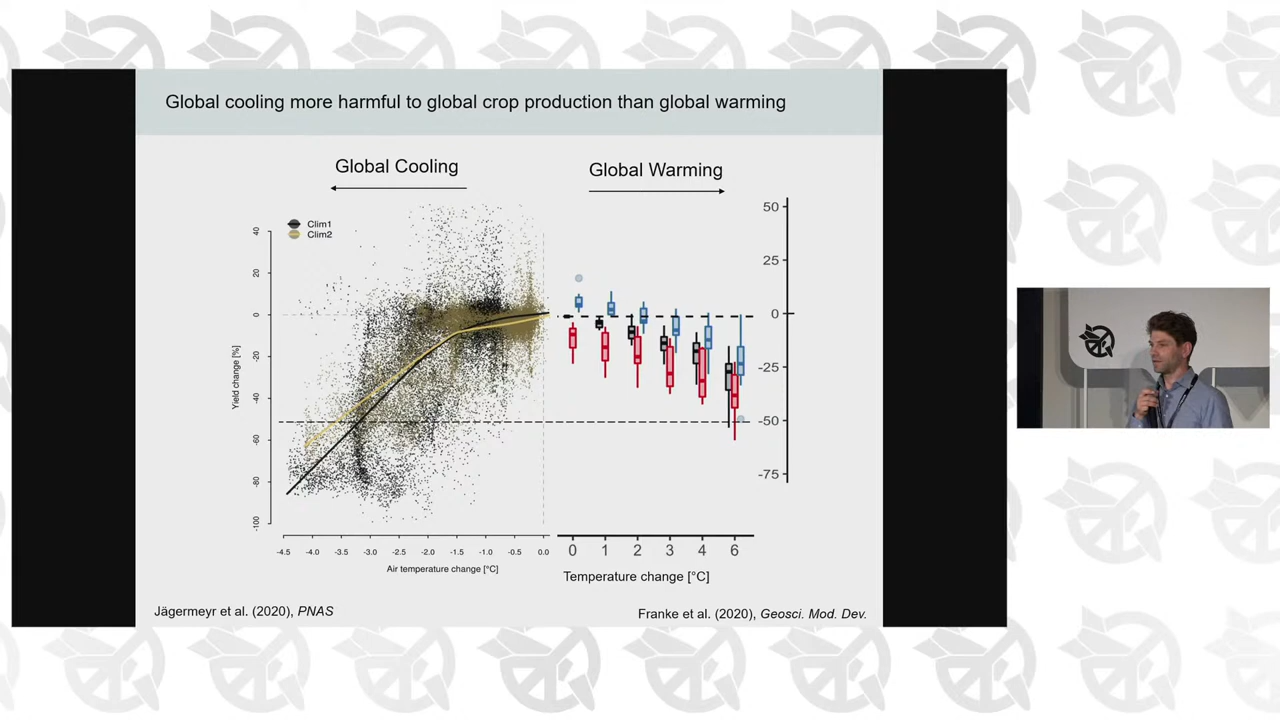 Global cooling more harmful to global crop production than global warming
Global Cooling
Global Warming
Clim1
Clim2
40
20
0
-20
-40
-60
-80
-100
Yield change [%]
-4.5 -4.0 -3.5 -3.0 -2.5 -2.0 -1.5 -1.0 -0.5 0.0
Air temperature change [°C]
50
25
0
-25
-50
-75
0 1 2 3 4 6
Temperature change [°C]
Jägermeyr et al. (2020), PNAS
Franke et al. (2020), Geosci. Mod. Dev.